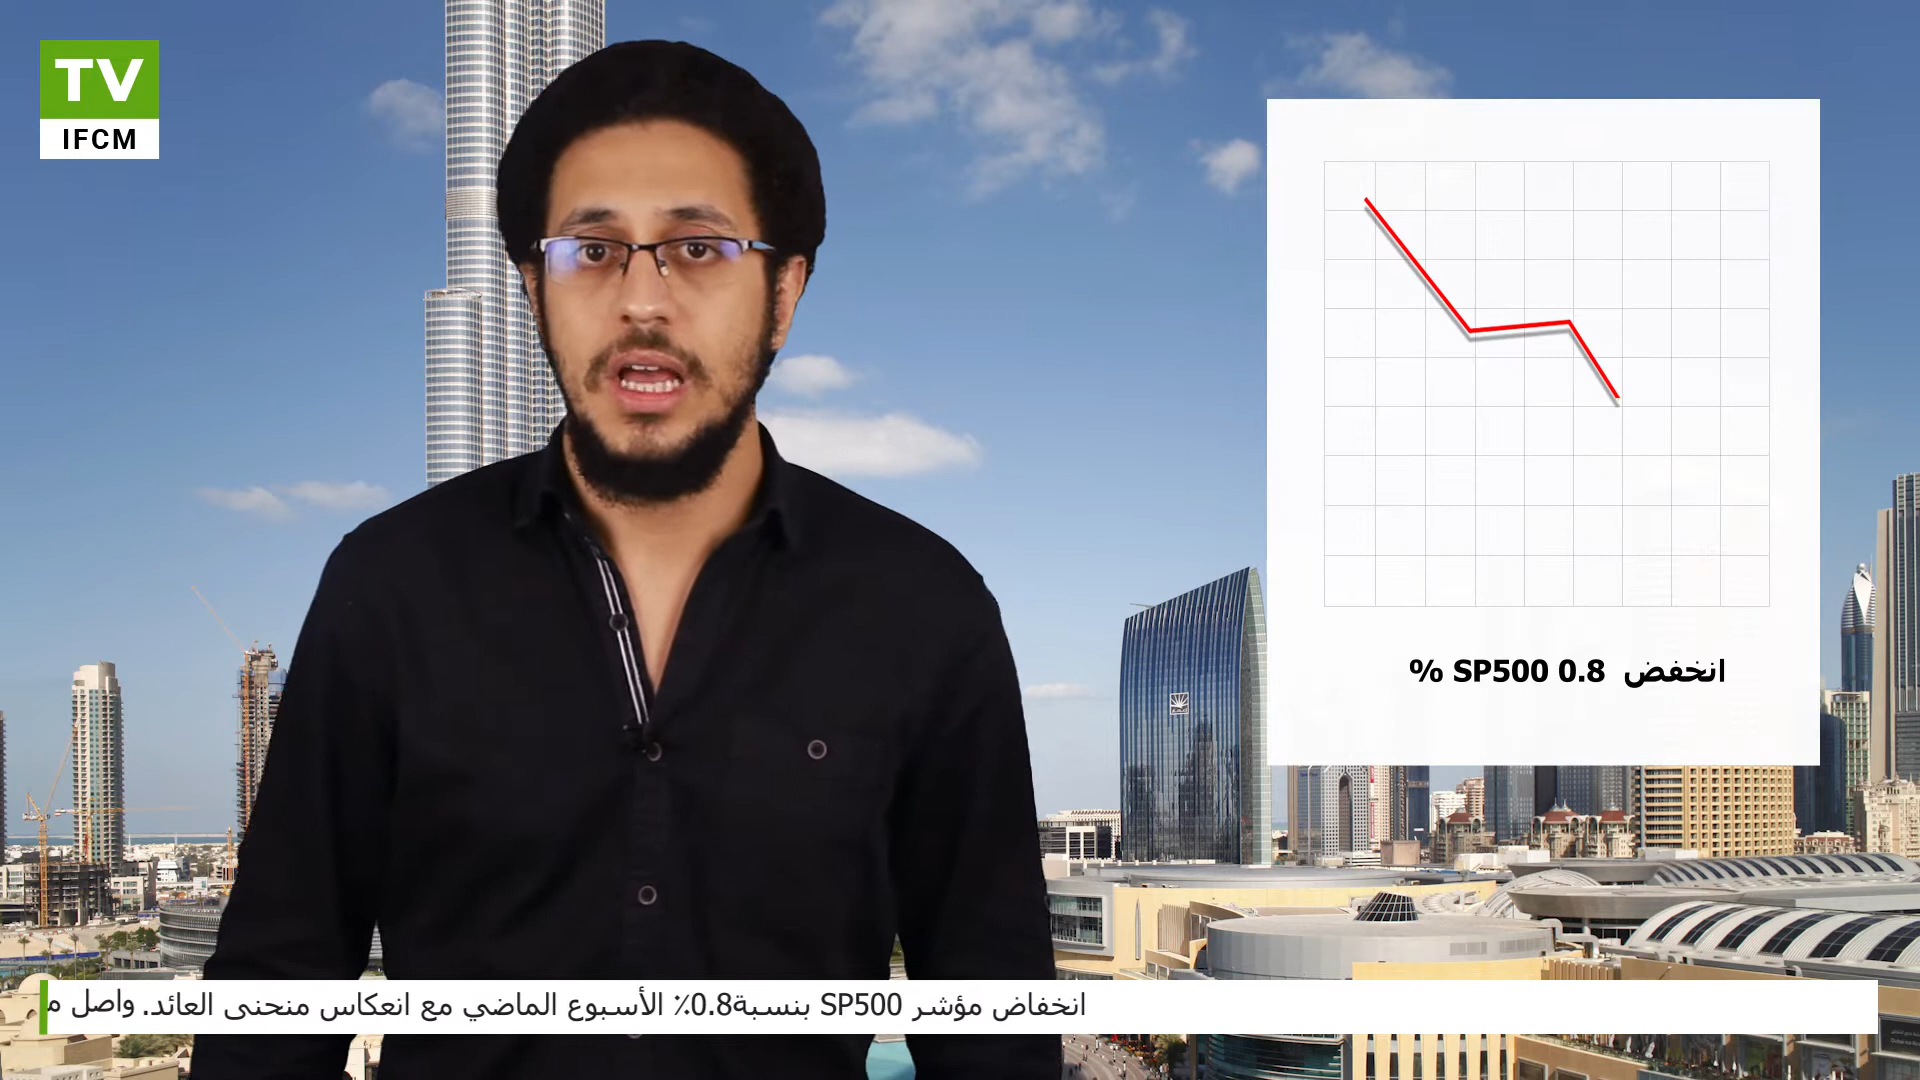 TV
IFCM
انخفض SP500 0.8 %
انخفاض مؤشر SP500 بنسبة0.8٪ الأسبوع الماضي مع انعكاس منحنى العائد. واصل م